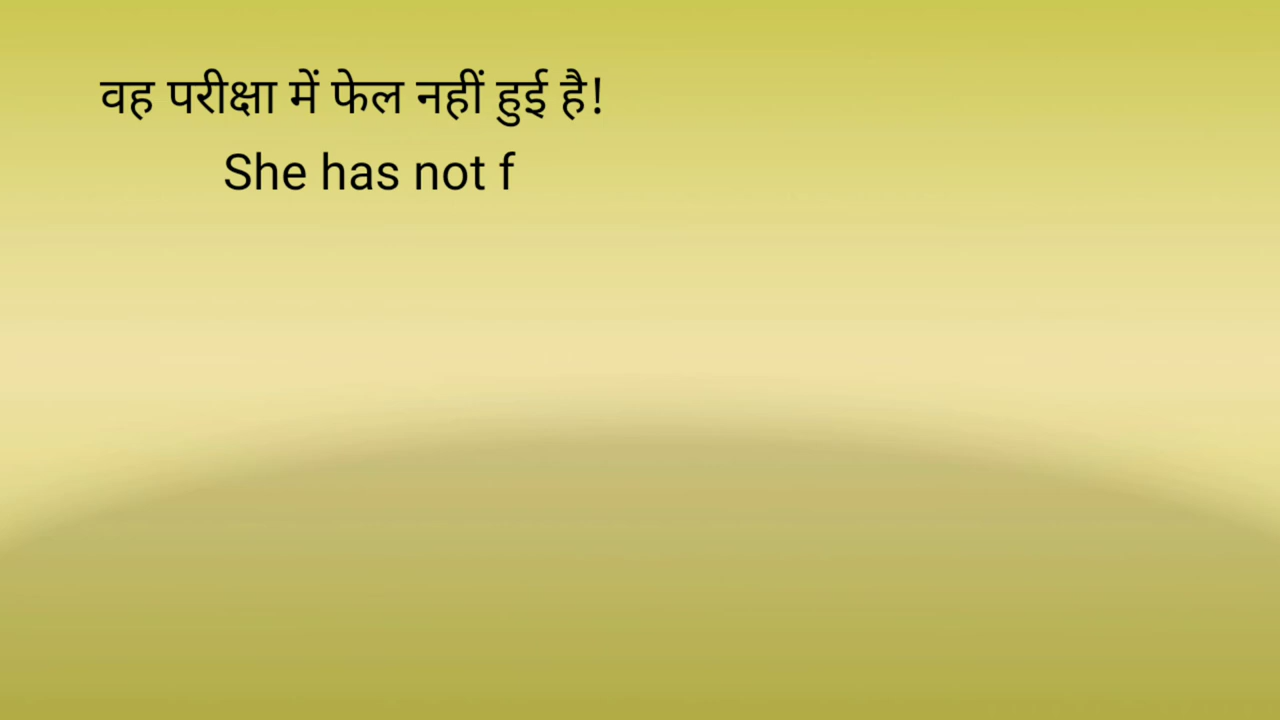 वह परीक्षा में फेल नहीं हुई है!
She has not f